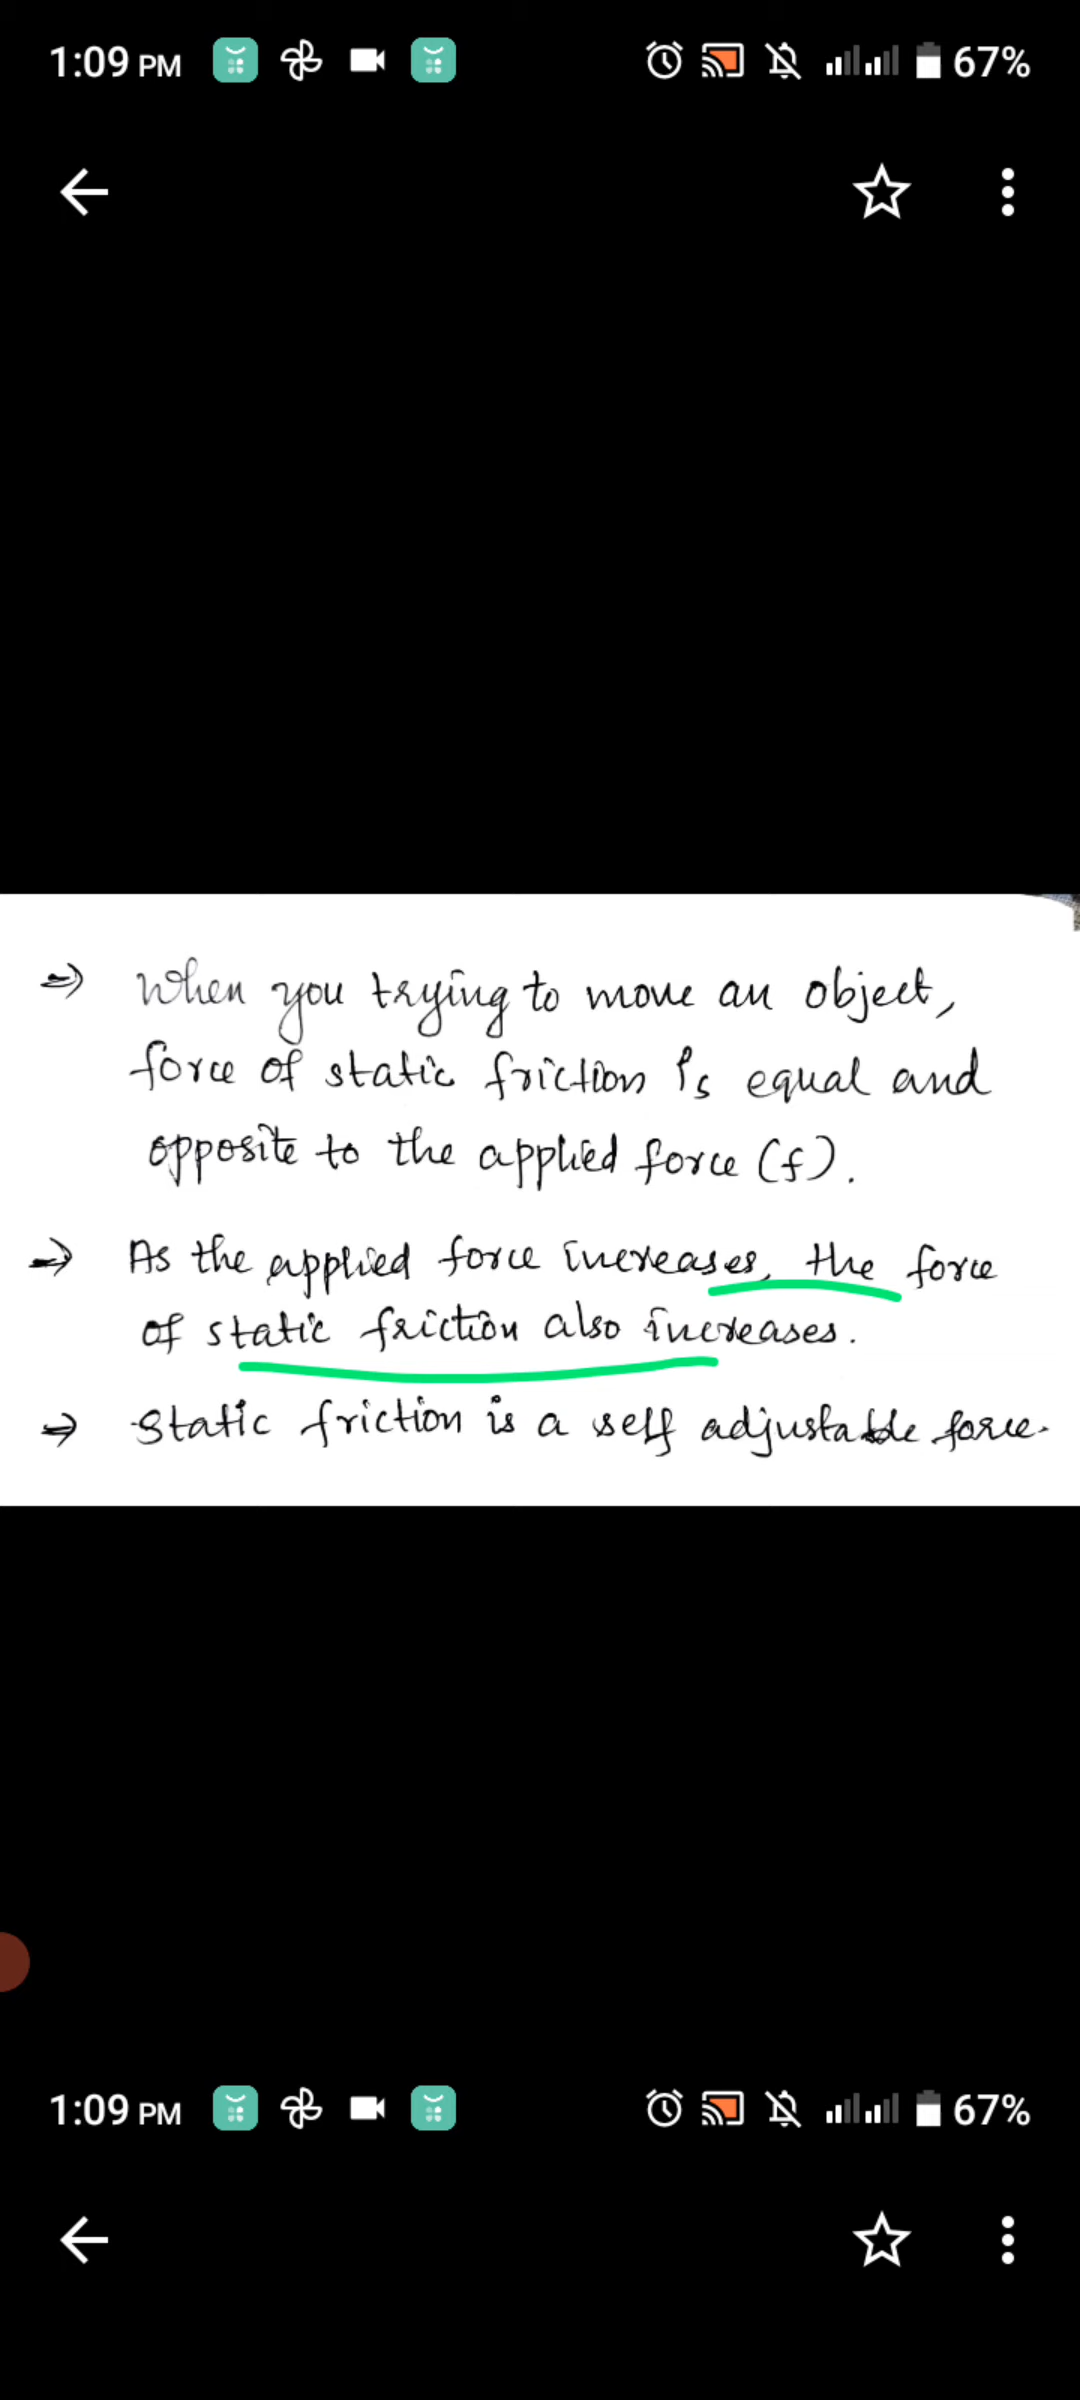 1:09 PM 67%
⇒ When you trying to move an object,
force of static friction is equal and
opposite to the applied force (f).
⇒ As the applied force increases, the force
of static friction also increases.
⇒ Static friction is a self adjustable force.
1:09 PM 67%